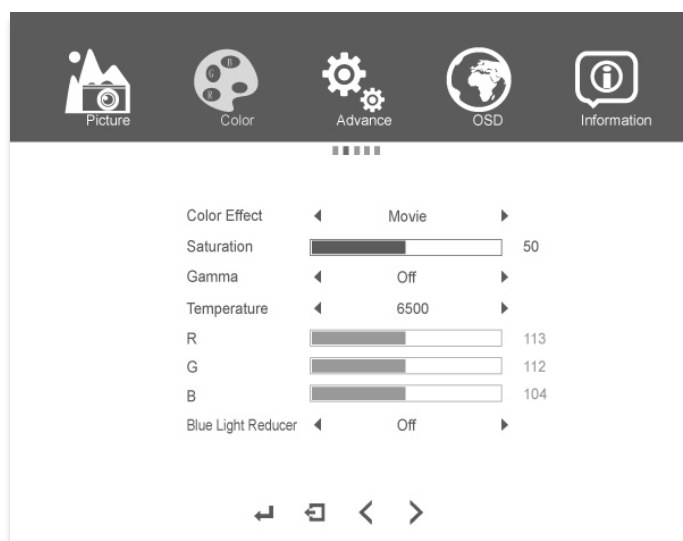 Picture Color Advance OSD Information
Color Effect Movie
Saturation 50
Gamma Off
Temperature 6500
R 113
G 112
B 104
Blue Light Reducer Off